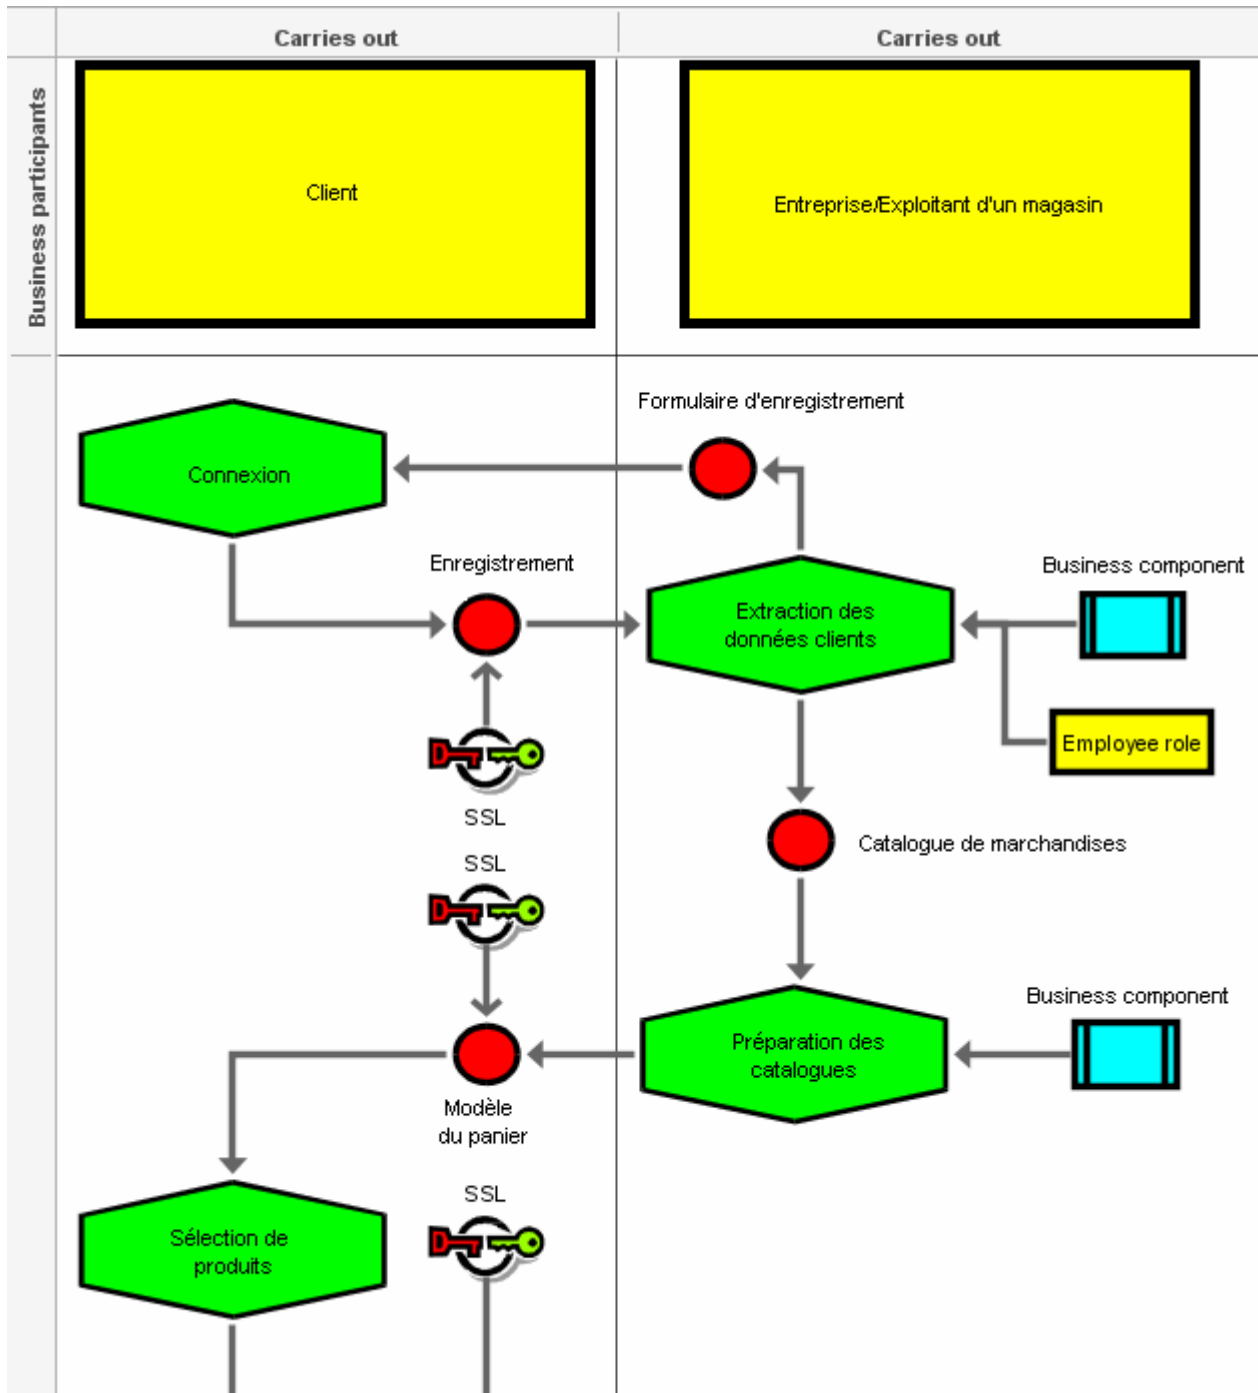 Carries out
Carries out
Business participants
Client
Entreprise/Exploitant d'un magasin
Formulaire d'enregistrement
Connexion
Enregistrement
Business component
Extraction des
données clients
Employee role
SSL
Catalogue de marchandises
SSL
Business component
Préparation des
catalogues
Modèle
du panier
SSL
Sélection de
produits